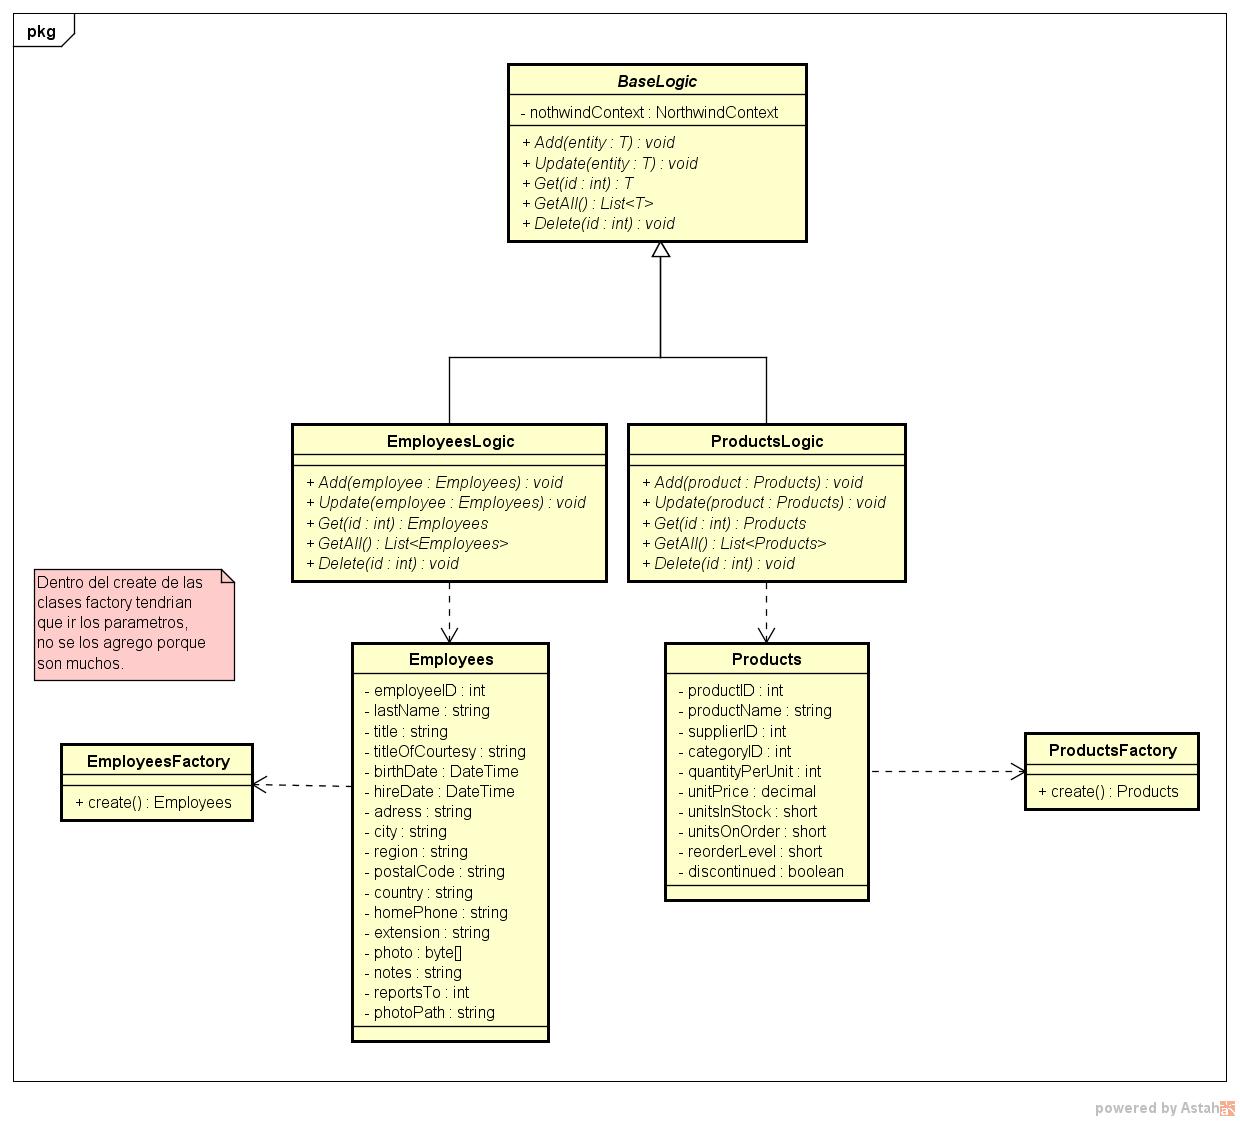 pkg
BaseLogic
- nothwindContext : NorthwindContext
+ Add(entity : T) : void
+ Update(entity : T) : void
+ Get(id : int) : T
+ GetAll() : List<T>
+ Delete(id : int) : void
EmployeesLogic
+ Add(employee : Employees) : void
+ Update(employee : Employees) : void
+ Get(id : int) : Employees
+ GetAll() : List<Employees>
+ Delete(id : int) : void
ProductsLogic
+ Add(product : Products) : void
+ Update(product : Products) : void
+ Get(id : int) : Products
+ GetAll() : List<Products>
+ Delete(id : int) : void
Dentro del create de las
clases factory tendrian
que ir los parametros,
no se los agrego porque
son muchos.
EmployeesFactory
+ create() : Employees
Employees
- employeeID : int
- lastName : string
- title : string
- titleOfCourtesy : string
- birthDate : DateTime
- hireDate : DateTime
- adress : string
- city : string
- region : string
- postalCode : string
- country : string
- homePhone : string
- extension : string
- photo : byte[]
- notes : string
- reportsTo : int
- photoPath : string
Products
- productID : int
- productName : string
- supplierID : int
- categoryID : int
- quantityPerUnit : int
- unitPrice : decimal
- unitsInStock : short
- unitsOnOrder : short
- reorderLevel : short
- discontinued : boolean
ProductsFactory
+ create() : Products
powered by Astah